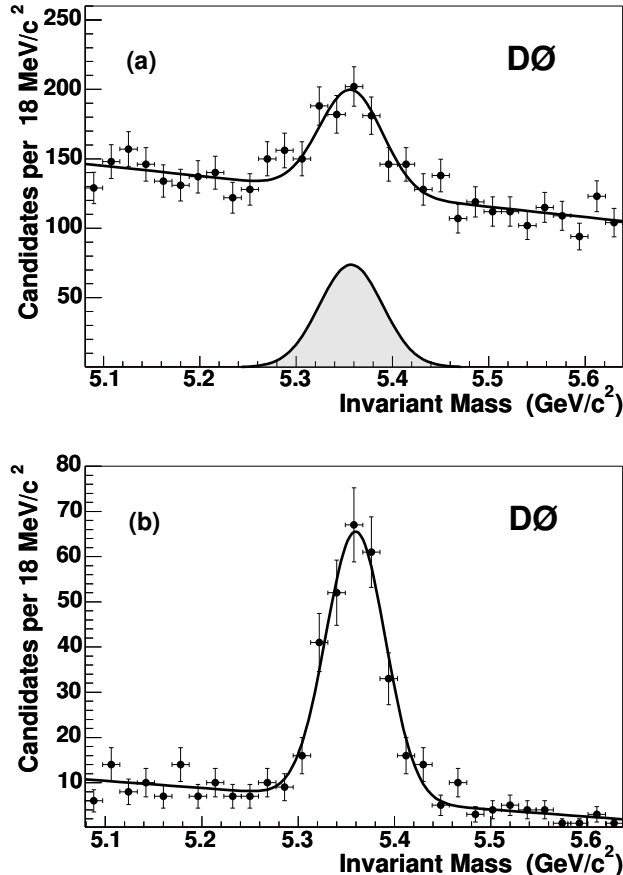 Candidates per 18 MeV/c 2
250
200
150
100
50
(a)
DØ
5.1 5.2 5.3 5.4 5.5 5.6
Invariant Mass (GeV/c2)
Candidates per 18 MeV/c 2
80
70
60
50
40
30
20
10
(b)
DØ
5.1 5.2 5.3 5.4 5.5 5.6
Invariant Mass (GeV/c2)